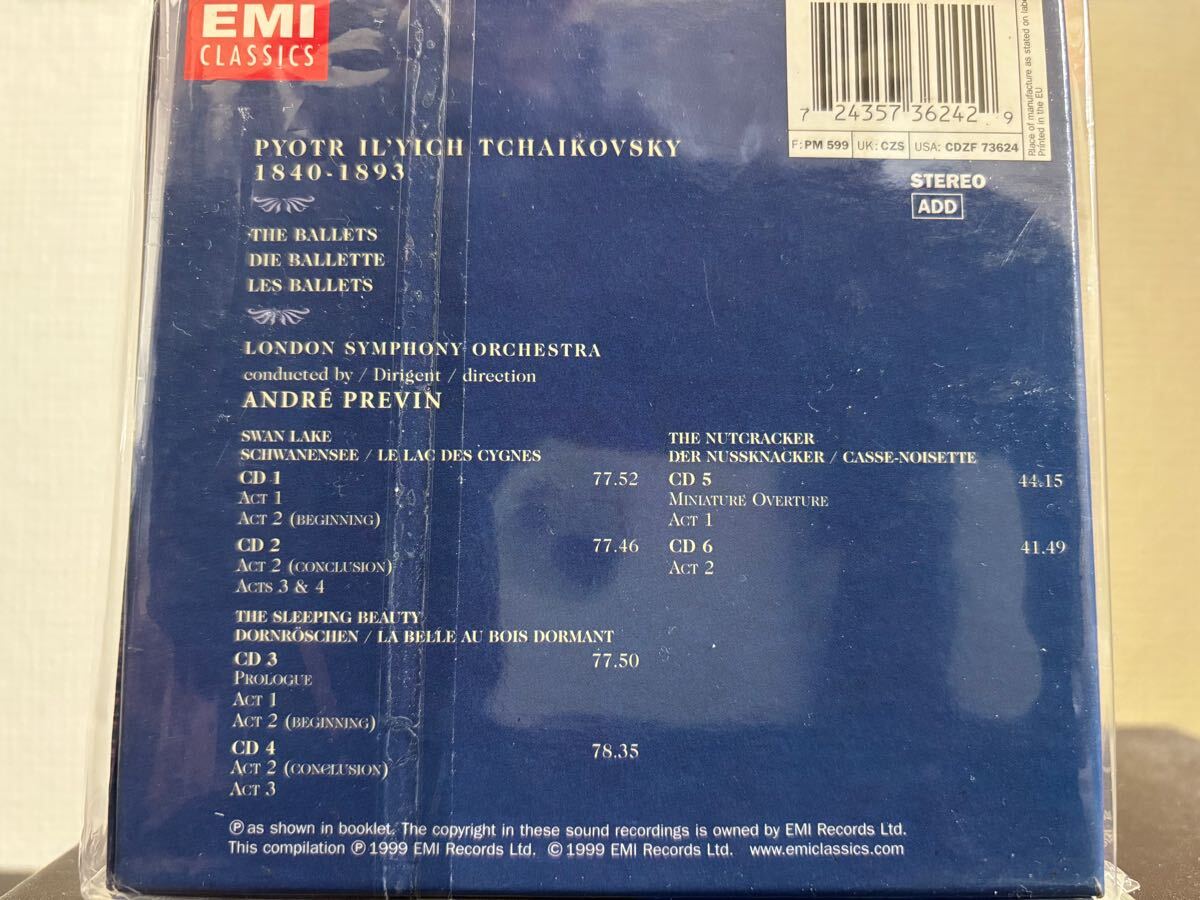 EMI
CLASSICS
7 24357 36242 9
F: PM 599 UK: CZS USA: CDZF 73624
Place of manufacture as stated on label
Printed in the EU
PYOTR IL'YICH TCHAIKOVSKY
1840-1893
STEREO
ADD
THE BALLETS
DIE BALLETTE
LES BALLETS
LONDON SYMPHONY ORCHESTRA
conducted by / Dirigent / direction
ANDRÉ PREVIN
SWAN LAKE
SCHWANENSEE / LE LAC DES CYGNES
CD 1 77.52
ACT 1
ACT 2 (BEGINNING)
CD 2 77.46
ACT 2 (CONCLUSION)
ACTS 3 & 4
THE SLEEPING BEAUTY
DORNRÖSCHEN / LA BELLE AU BOIS DORMANT
CD 3 77.50
PROLOGUE
ACT 1
ACT 2 (BEGINNING)
CD 4 78.35
ACT 2 (CONCLUSION)
ACT 3
THE NUTCRACKER
DER NUSSKNACKER / CASSE-NOISETTE
CD 5 44.15
MINIATURE OVERTURE
ACT 1
CD 6 41.49
ACT 2
℗ as shown in booklet. The copyright in these sound recordings is owned by EMI Records Ltd.
This compilation ℗ 1999 EMI Records Ltd. © 1999 EMI Records Ltd. www.emiclassics.com